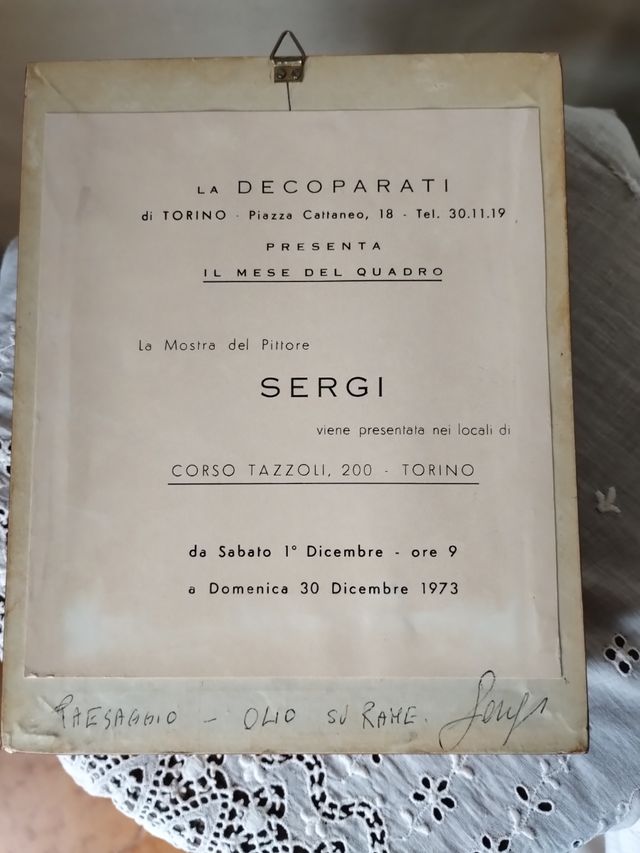 LA DECOPARATI
di TORINO - Piazza Cattaneo, 18 - Tel. 30.11.19
PRESENTA
IL MESE DEL QUADRO
La Mostra del Pittore
SERGI
viene presentata nei locali di
CORSO TAZZOLI, 200 - TORINO
da Sabato 1° Dicembre - ore 9
a Domenica 30 Dicembre 1973
PAESAGGIO - OLIO SU RAME. Sergi